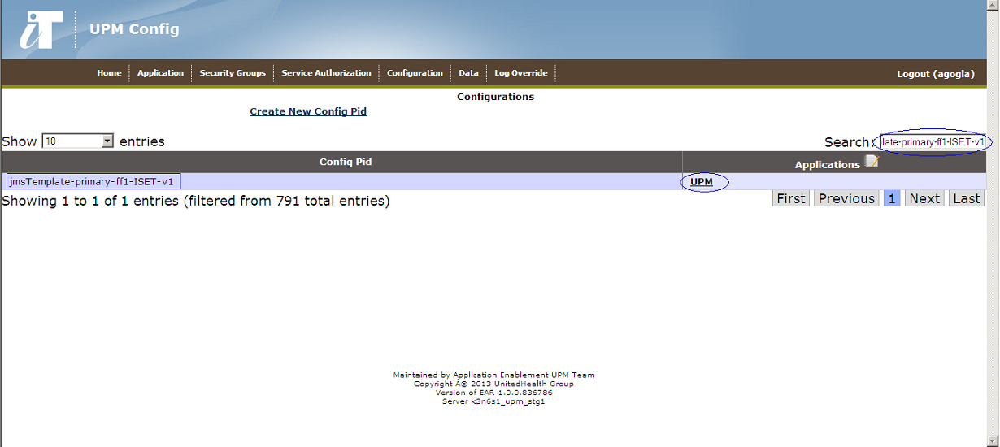 iT UPM Config
Home Application Security Groups Service Authorization Configuration Data Log Override Logout (agogia)
Configurations
Create New Config Pid
Show 10 entries Search: late-primary-ff1-ISET-v1
Config Pid Applications
jmsTemplate-primary-ff1-ISET-v1 UPM
Showing 1 to 1 of 1 entries (filtered from 791 total entries) First Previous 1 Next Last
Maintained by Application Enablement UPM Team
Copyright Â© 2013 UnitedHealth Group
Version of EAR 1.0.0.836786
Server k3n6s1_upm_stg1